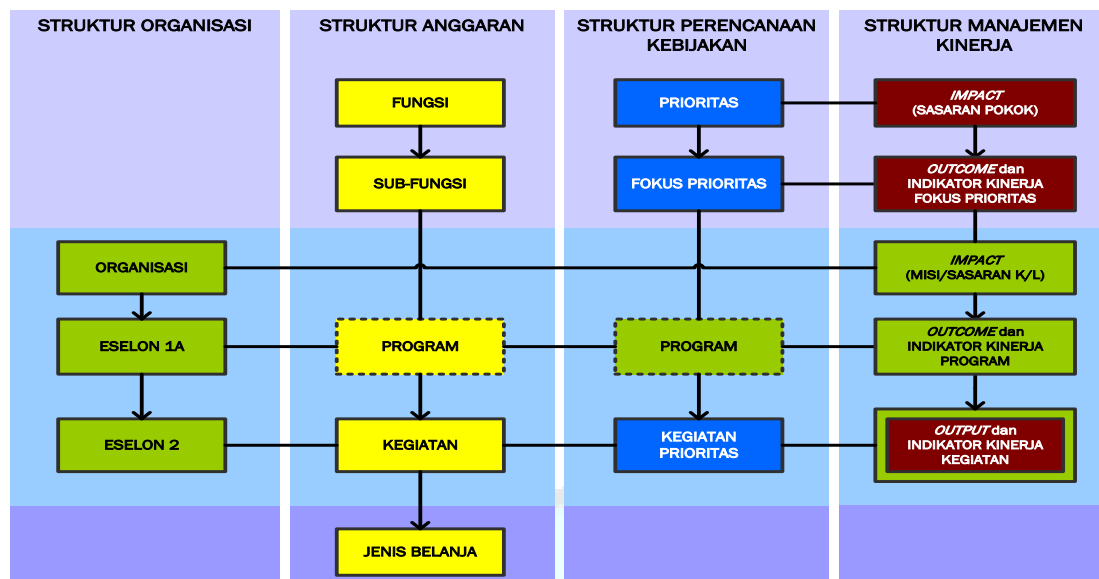 STRUKTUR ORGANISASI
STRUKTUR ANGGARAN
STRUKTUR PERENCANAAN
KEBIJAKAN
STRUKTUR MANAJEMEN
KINERJA
FUNGSI
PRIORITAS
IMPACT
(SASARAN POKOK)
SUB-FUNGSI
FOKUS PRIORITAS
OUTCOME dan
INDIKATOR KINERJA
FOKUS PRIORITAS
ORGANISASI
IMPACT
(MISI/SASARAN K/L)
ESELON 1A
PROGRAM
PROGRAM
OUTCOME dan
INDIKATOR KINERJA
PROGRAM
ESELON 2
KEGIATAN
KEGIATAN
PRIORITAS
OUTPUT dan
INDIKATOR KINERJA
KEGIATAN
JENIS BELANJA